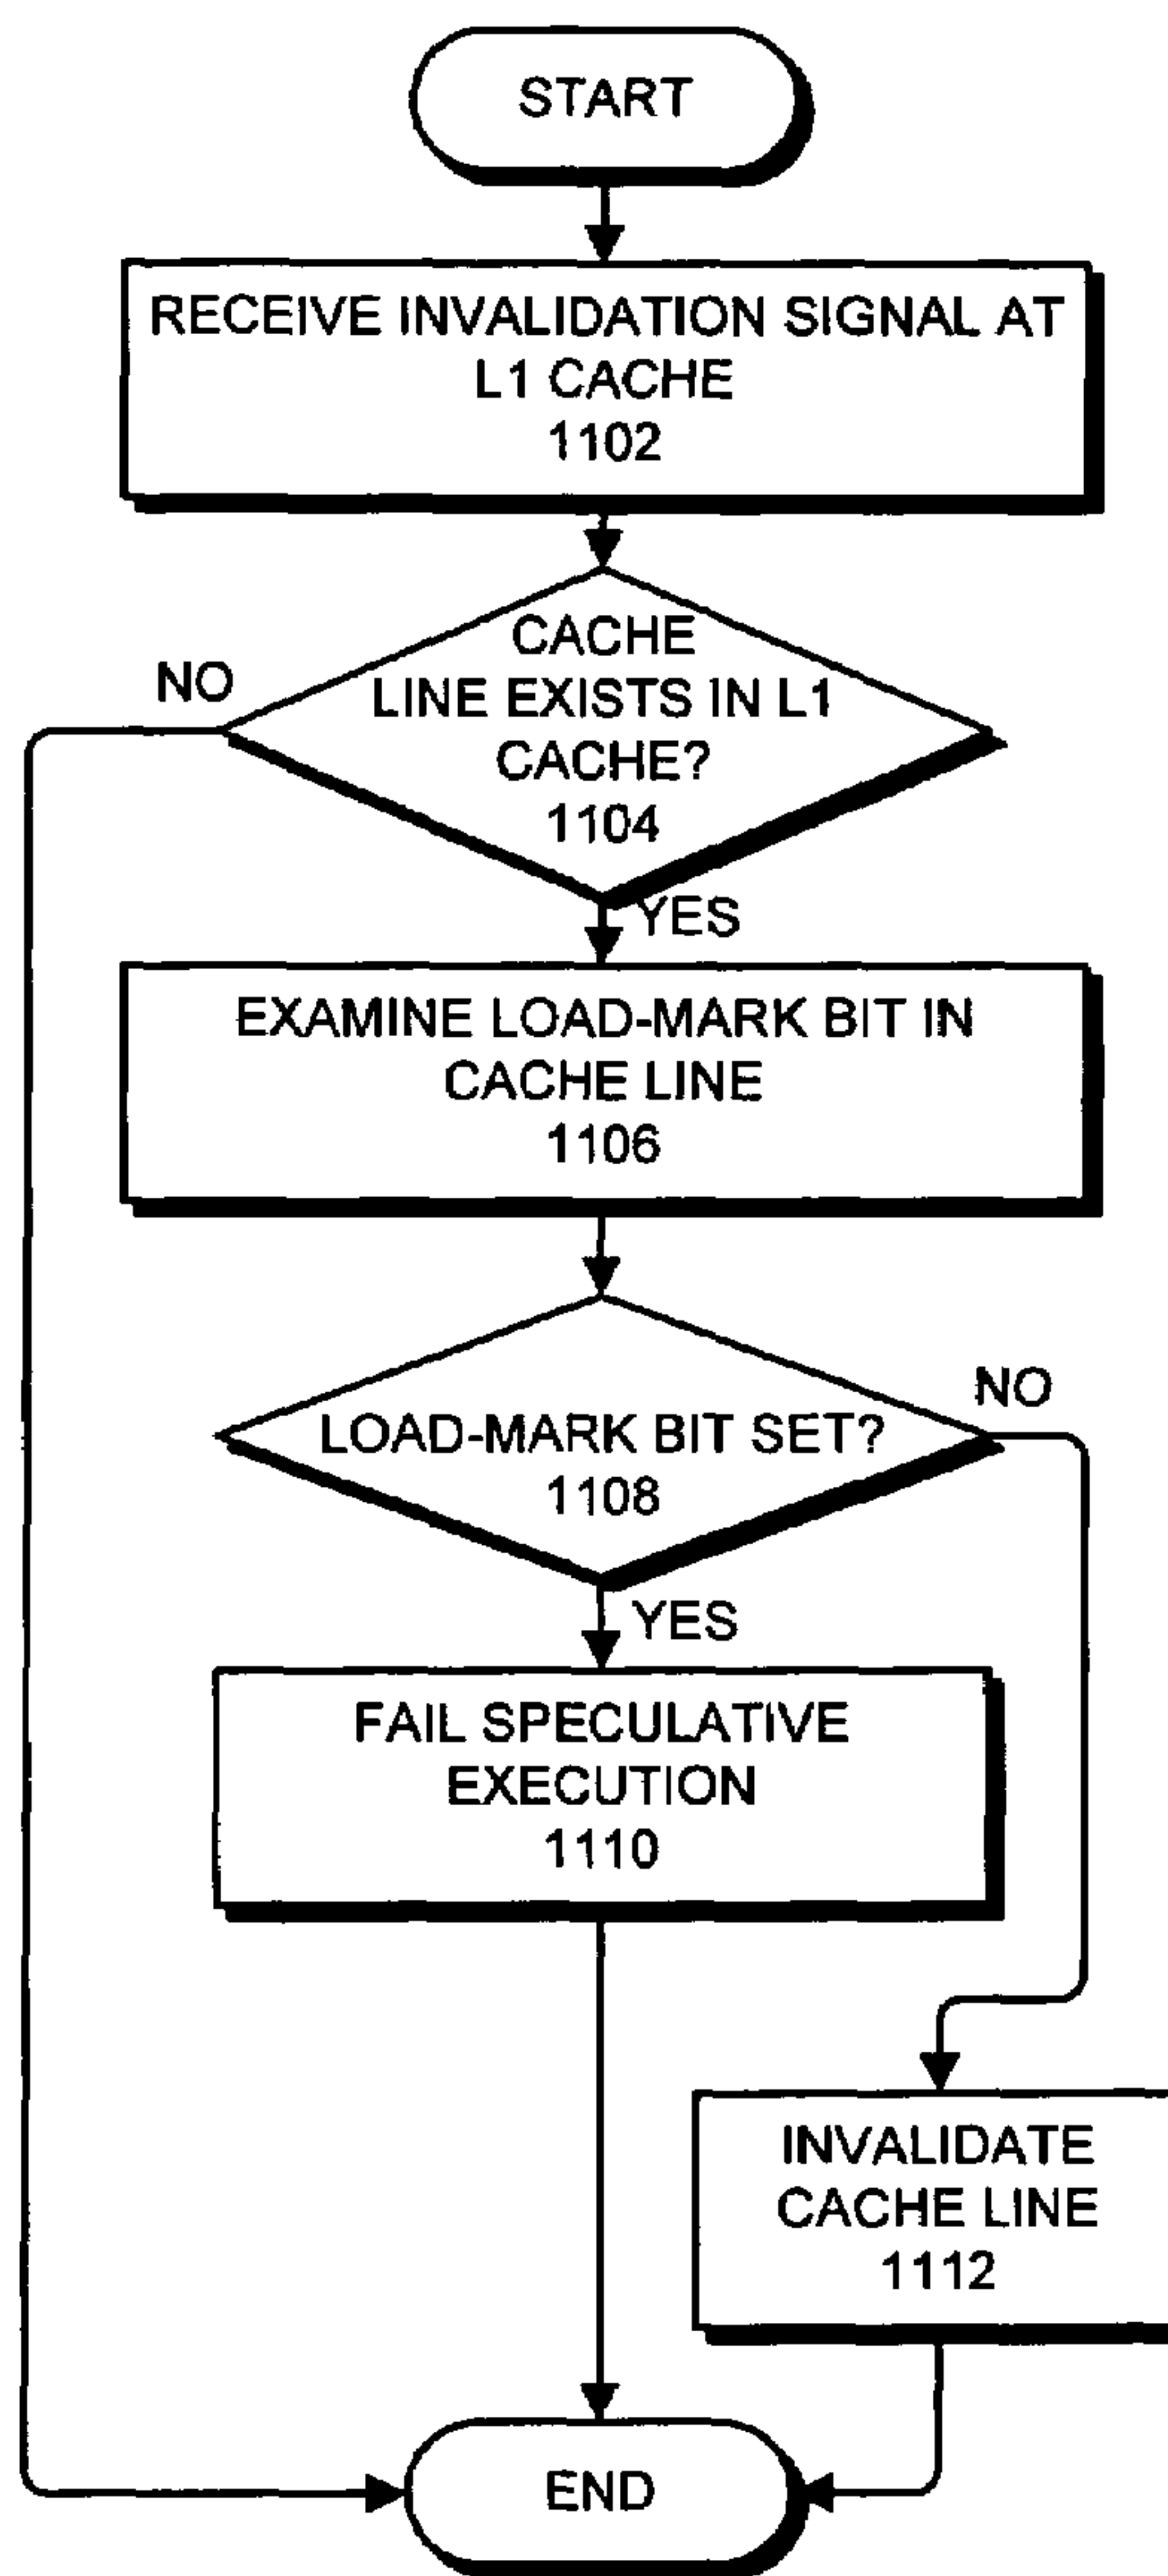 START
RECEIVE INVALIDATION SIGNAL AT
L1 CACHE
1102
CACHE
LINE EXISTS IN L1
CACHE?
1104
NO
YES
EXAMINE LOAD-MARK BIT IN
CACHE LINE
1106
LOAD-MARK BIT SET?
1108
NO
YES
FAIL SPECULATIVE
EXECUTION
1110
INVALIDATE
CACHE LINE
1112
END